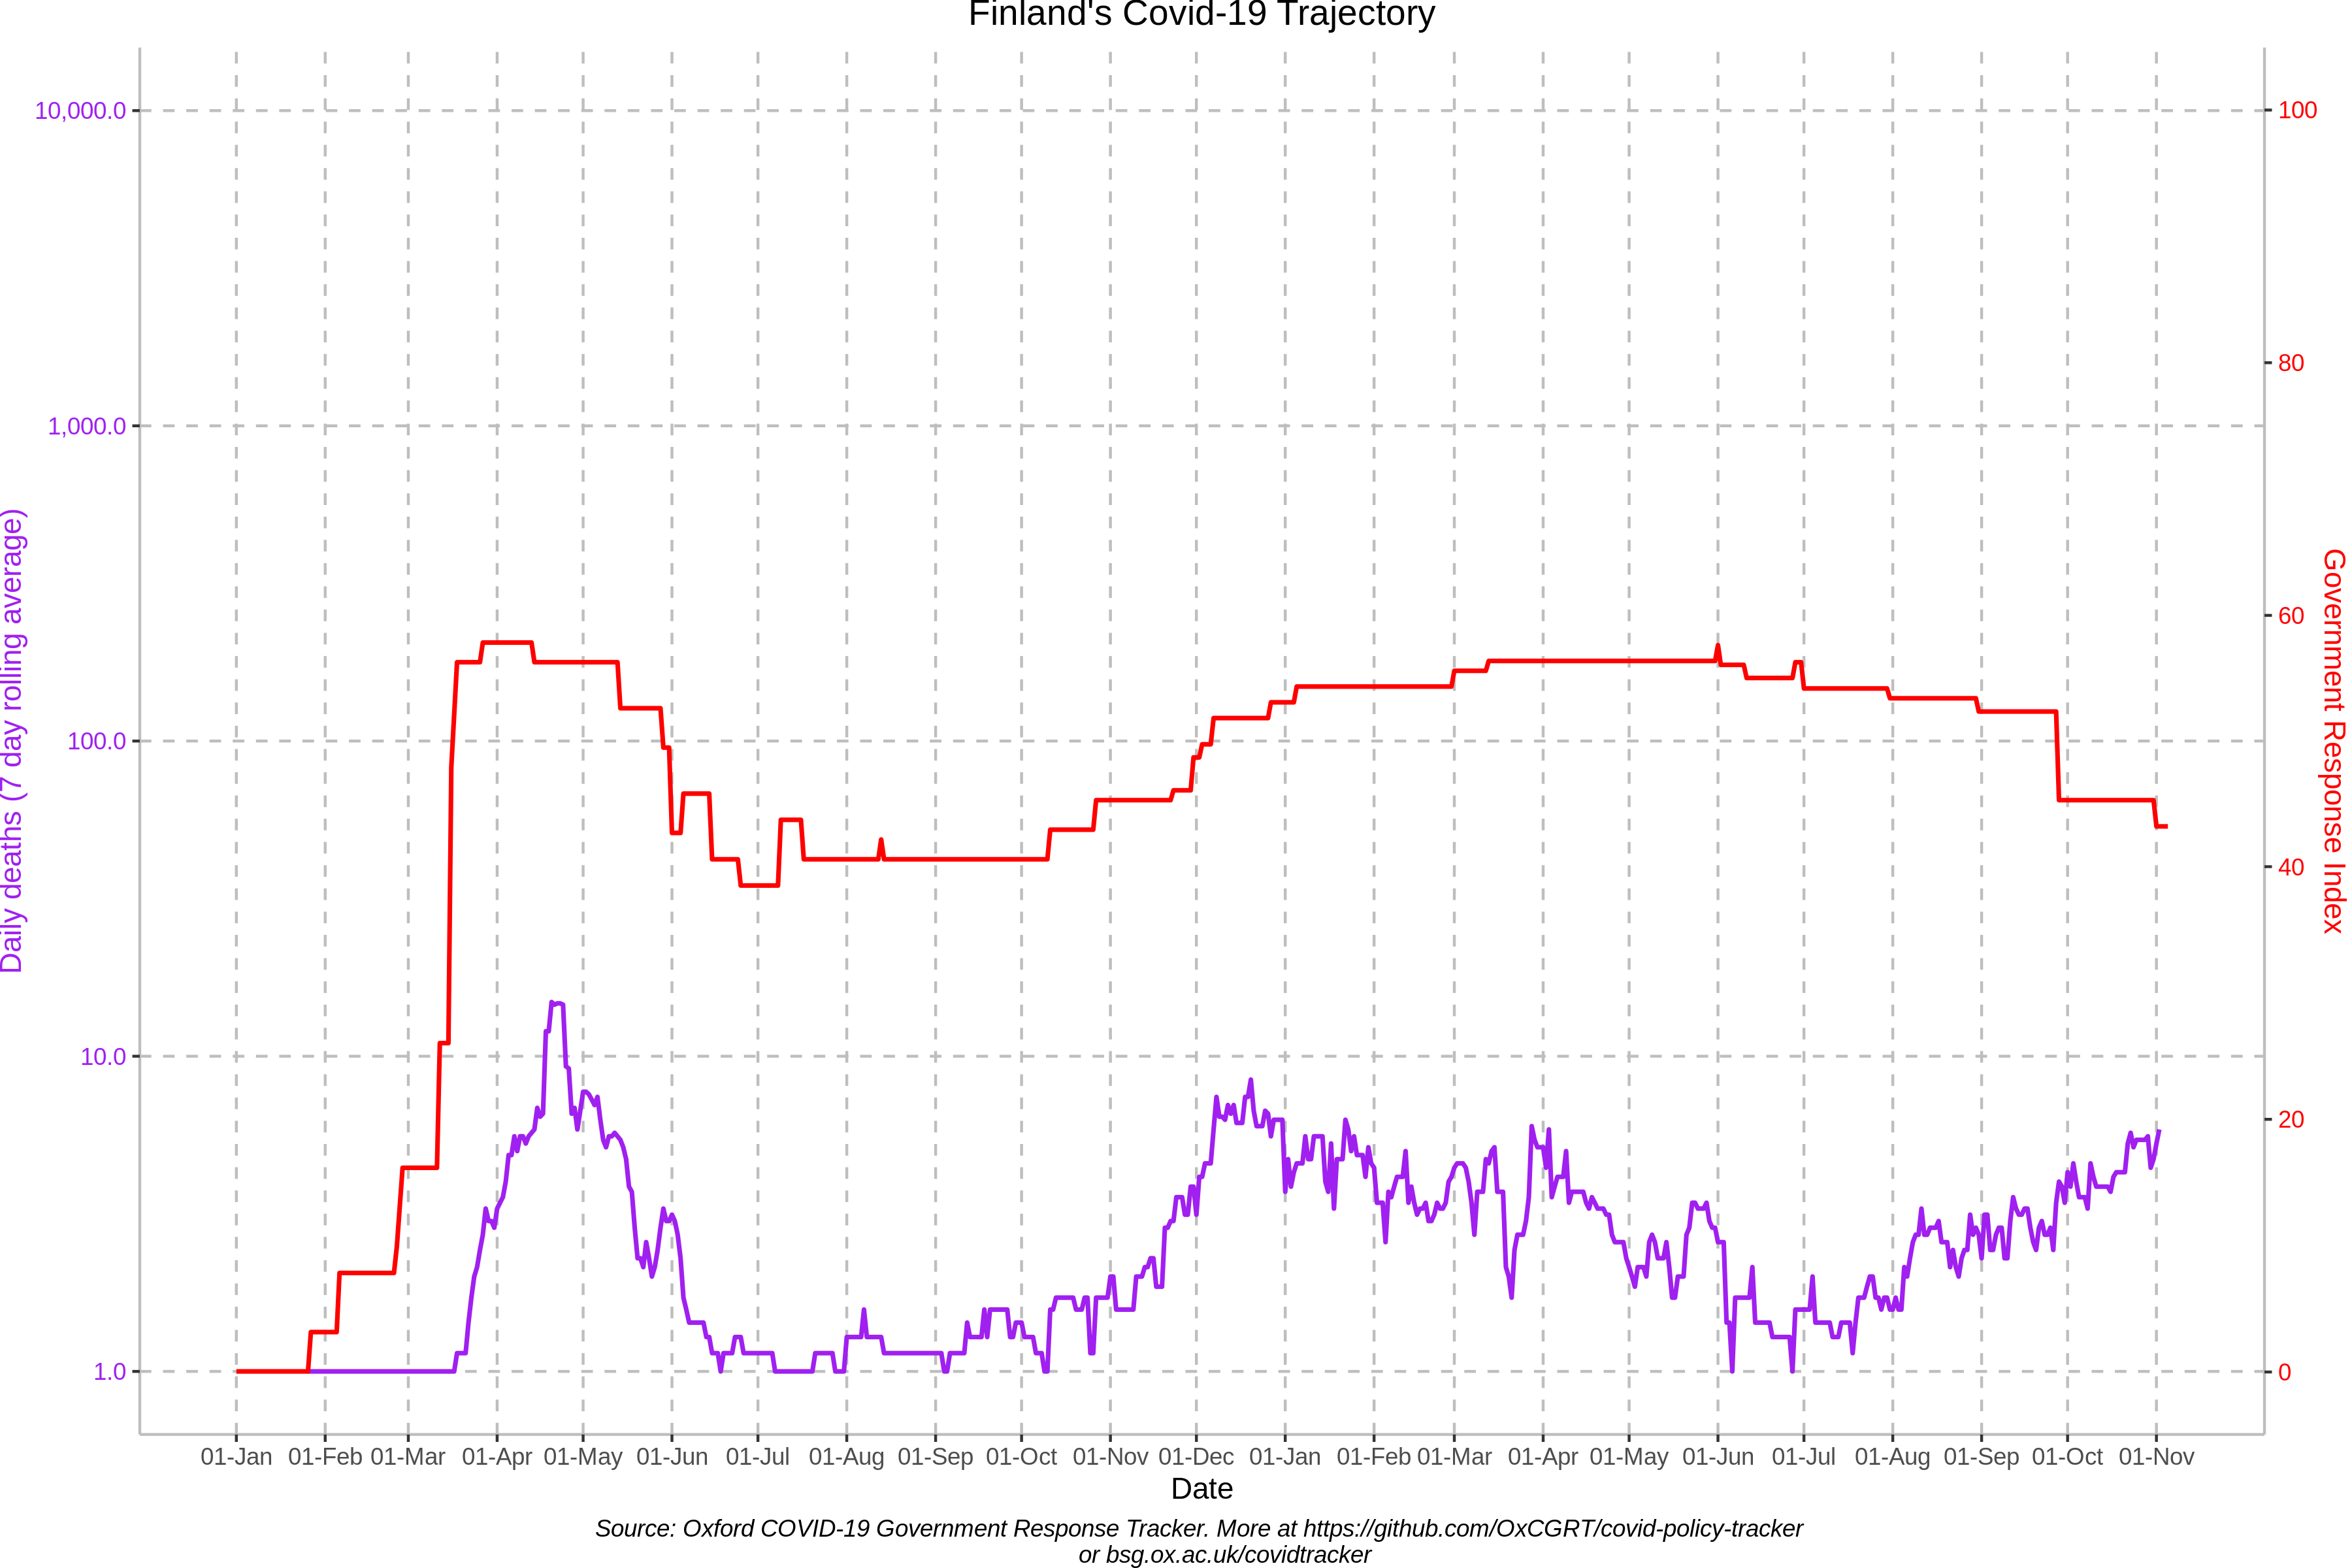 Finland's Covid-19 Trajectory
10,000.0
1,000.0
100.0
10.0
1.0
Daily deaths (7 day rolling average)
100
80
60
40
20
0
Government Response Index
01-Jan 01-Feb 01-Mar 01-Apr 01-May 01-Jun 01-Jul 01-Aug 01-Sep 01-Oct 01-Nov 01-Dec 01-Jan 01-Feb 01-Mar 01-Apr 01-May 01-Jun 01-Jul 01-Aug 01-Sep 01-Oct 01-Nov
Date
Source: Oxford COVID-19 Government Response Tracker. More at https://github.com/OxCGRT/covid-policy-tracker
or bsg.ox.ac.uk/covidtracker